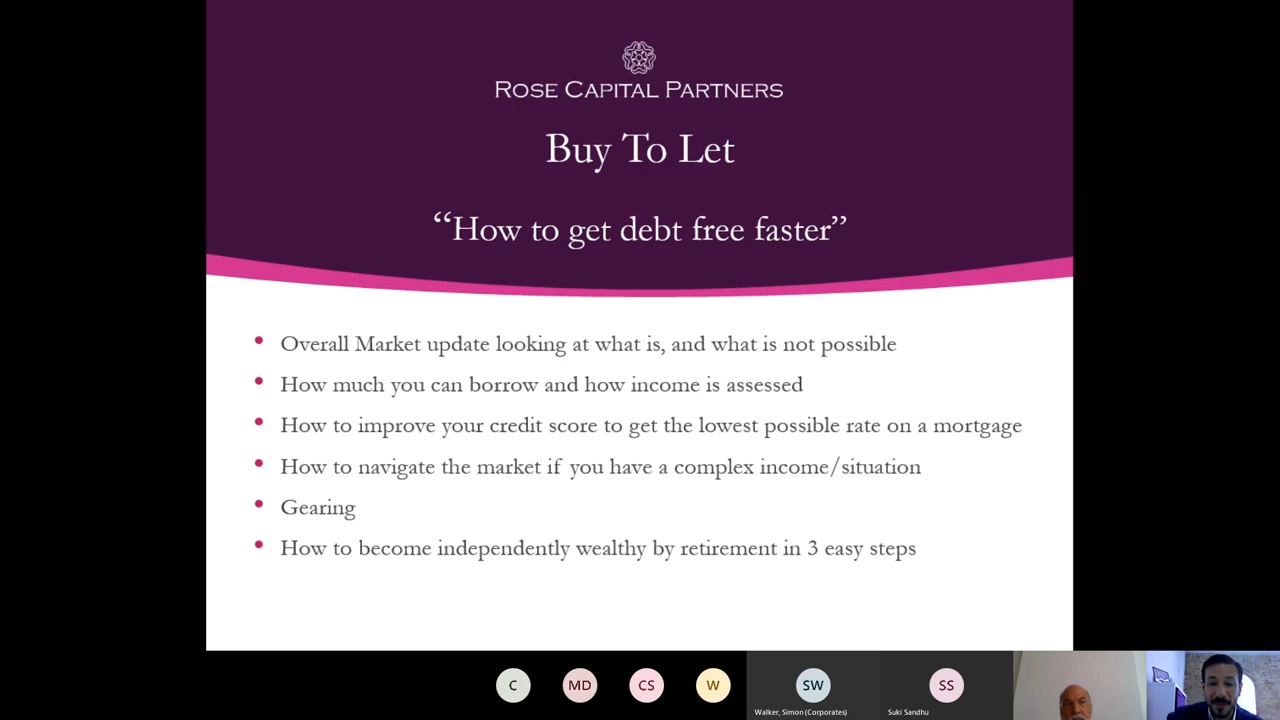 ROSE CAPITAL PARTNERS
Buy To Let
“How to get debt free faster”
• Overall Market update looking at what is, and what is not possible
• How much you can borrow and how income is assessed
• How to improve your credit score to get the lowest possible rate on a mortgage
• How to navigate the market if you have a complex income/situation
• Gearing
• How to become independently wealthy by retirement in 3 easy steps
C MD CS W SW SS
Walker, Simon (Corporates) Suki Sandhu